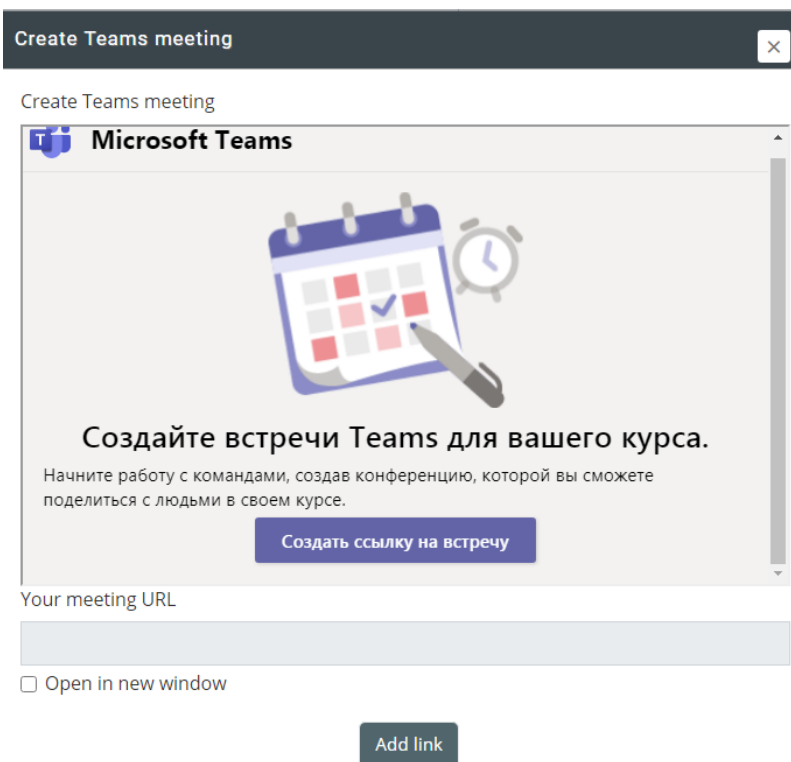 Create Teams meeting
×
Create Teams meeting
T
Microsoft Teams
Создайте встречи Teams для вашего курса.
Начните работу с командами, создав конференцию, которой вы сможете
поделиться с людьми в своем курсе.
Создать ссылку на встречу
Your meeting URL
Open in new window
Add link